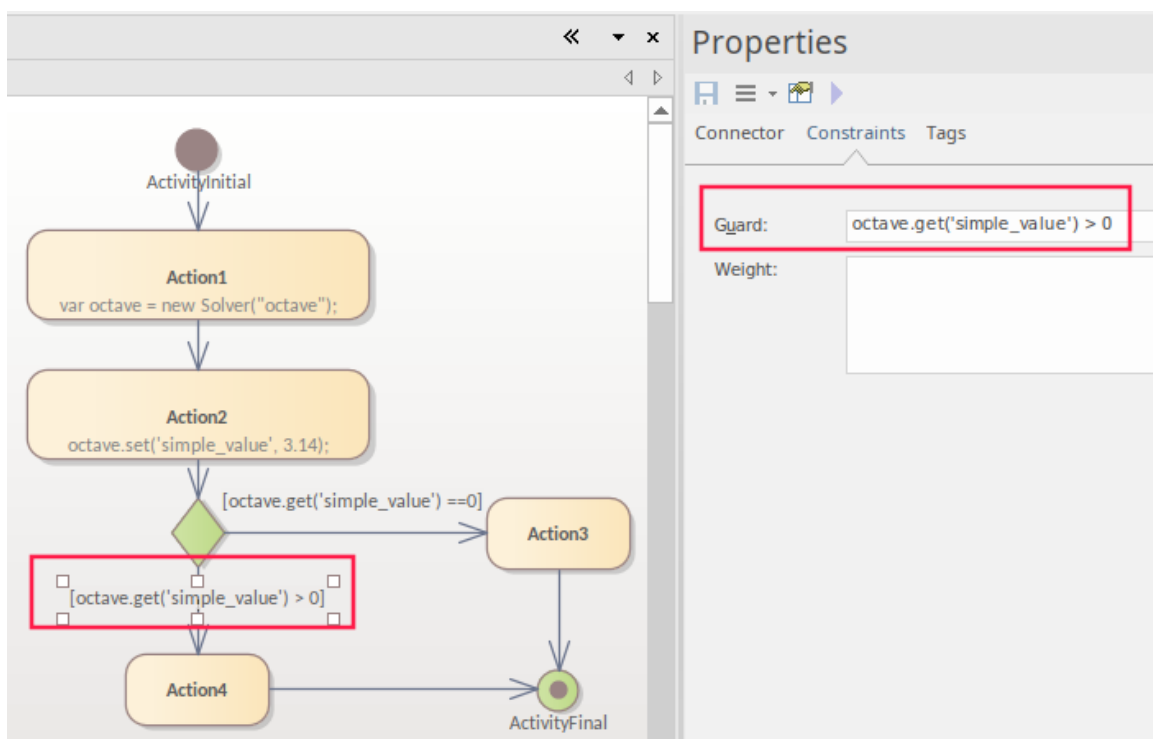 Properties
Connector Constraints Tags
Guard: octave.get('simple_value') > 0
Weight:
ActivityInitial
Action1
var octave = new Solver("octave");
Action2
octave.set('simple_value', 3.14);
[octave.get('simple_value') ==0]
Action3
[octave.get('simple_value') > 0]
Action4
ActivityFinal